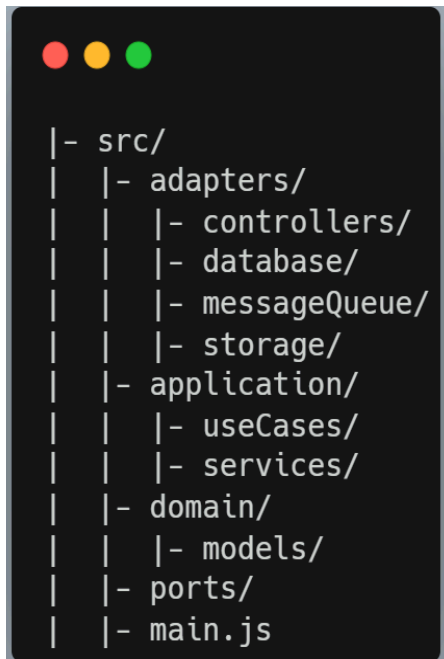 |- src/
|  |- adapters/
|  |  |- controllers/
|  |  |- database/
|  |  |- messageQueue/
|  |  |- storage/
|  |- application/
|  |  |- useCases/
|  |  |- services/
|  |- domain/
|  |  |- models/
|  |- ports/
|  |- main.js